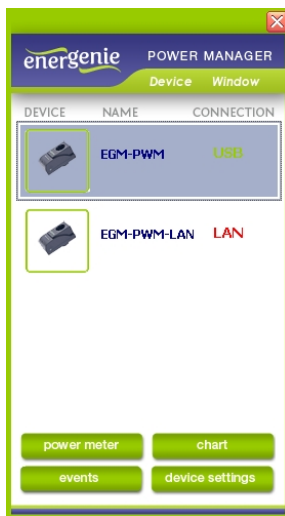 energenie POWER MANAGER
Device Window
DEVICE NAME CONNECTION
EGM-PWM USB
EGM-PWM-LAN LAN
power meter chart
events device settings